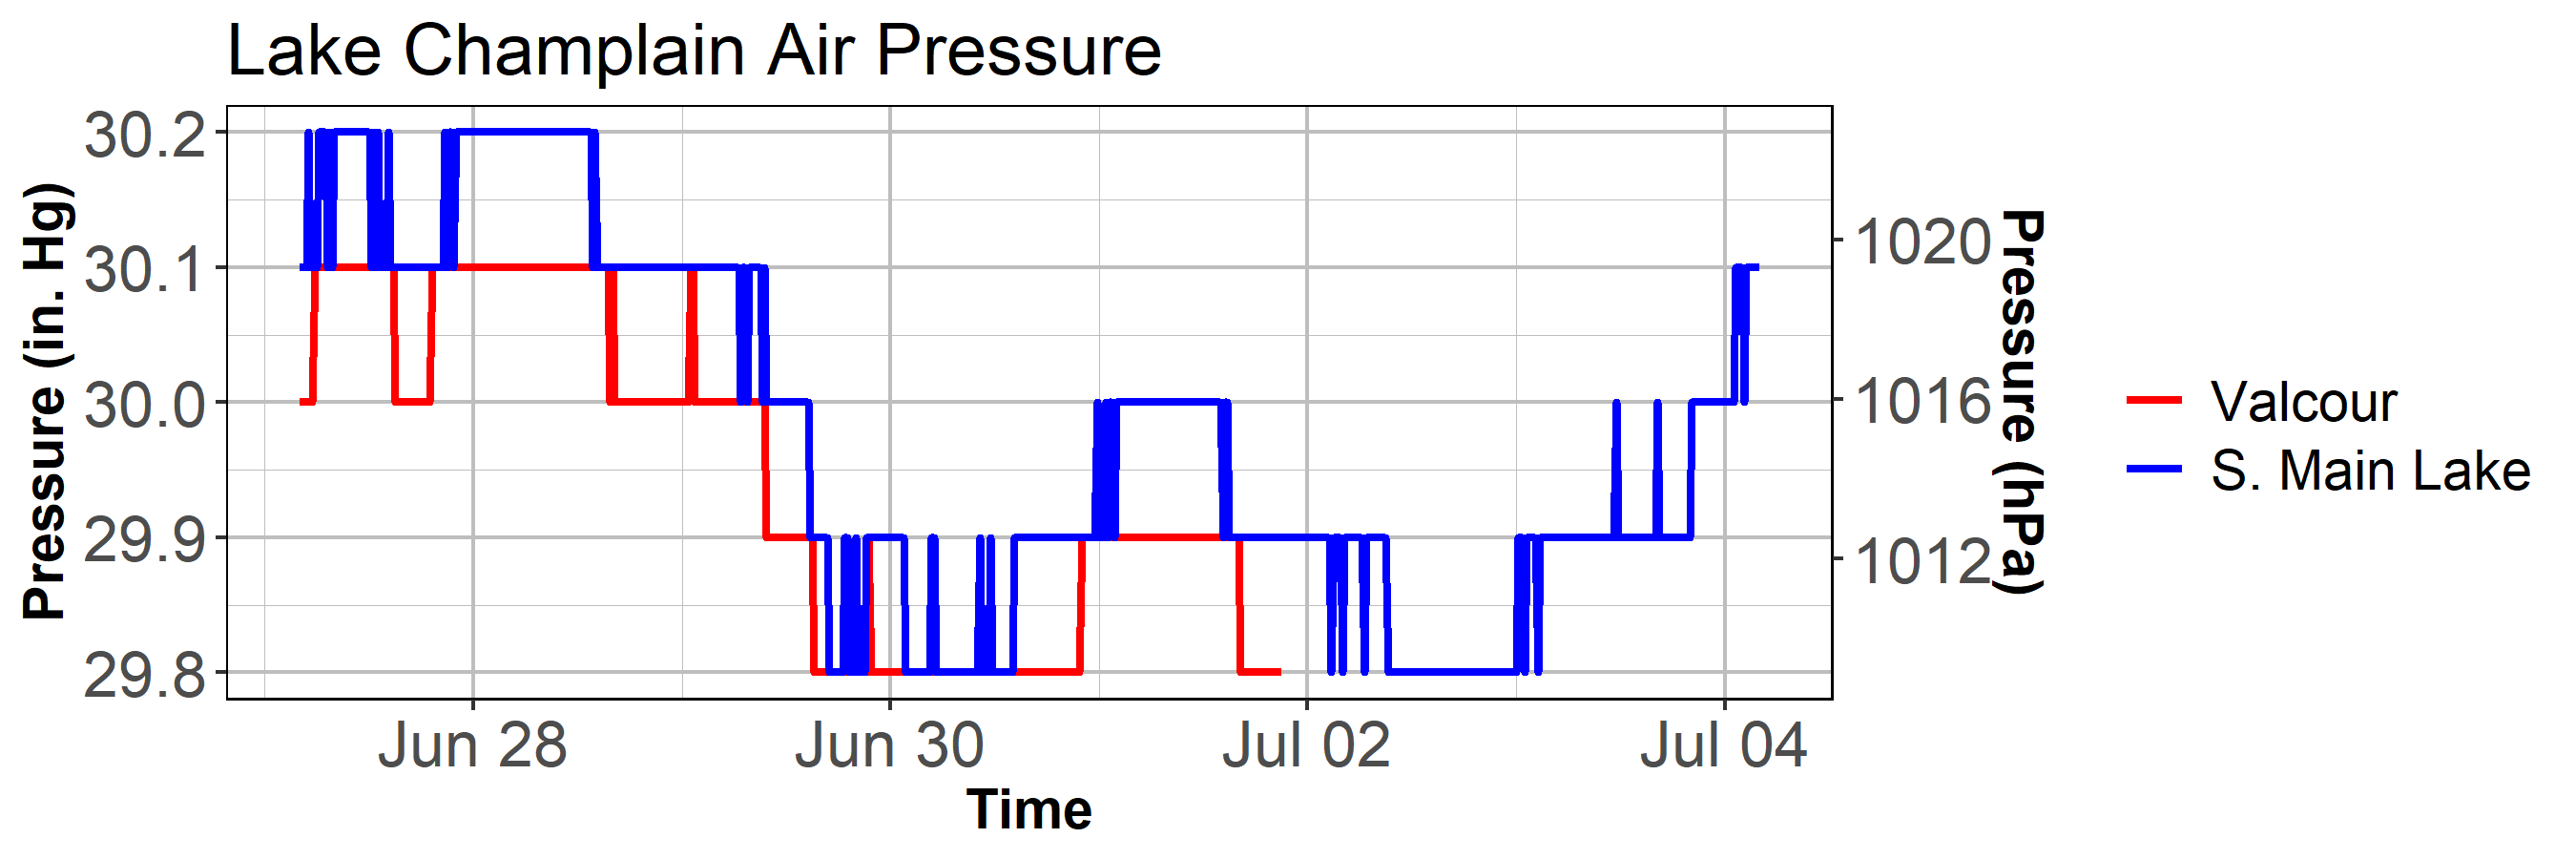 Lake Champlain Air Pressure
Pressure (in. Hg)
30.2
30.1
30.0
29.9
29.8
1020
1016
1012
Pressure (hPa)
Valcour
S. Main Lake
Jun 28
Jun 30
Jul 02
Jul 04
Time